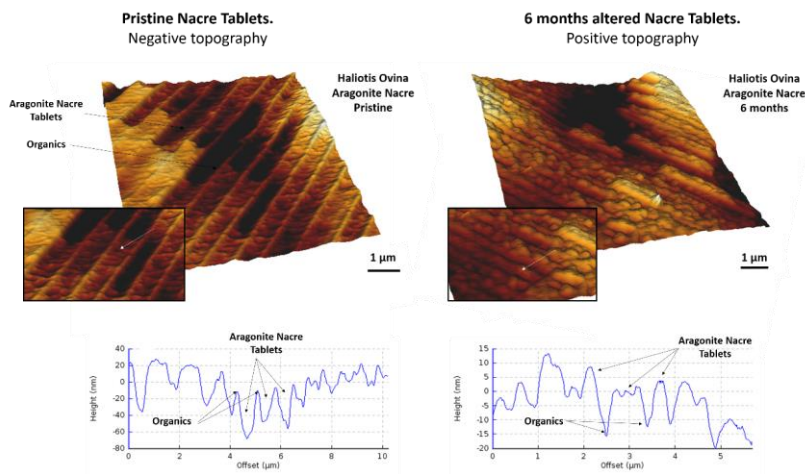 Pristine Nacre Tablets.
Negative topography
Haliotis Ovina
Aragonite Nacre
Pristine
Aragonite Nacre
Tablets
Organics
1 µm
6 months altered Nacre Tablets.
Positive topography
Haliotis Ovina
Aragonite Nacre
6 months
1 µm
40
20
0
-20
-40
-60
-80
Height (nm)
Aragonite Nacre
Tablets
Organics
0
2
4
6
8
10
Offset (µm)
15
10
5
0
-5
-10
-15
-20
Height (nm)
Aragonite Nacre
Tablets
Organics
0
1
2
3
4
5
Offset (µm)